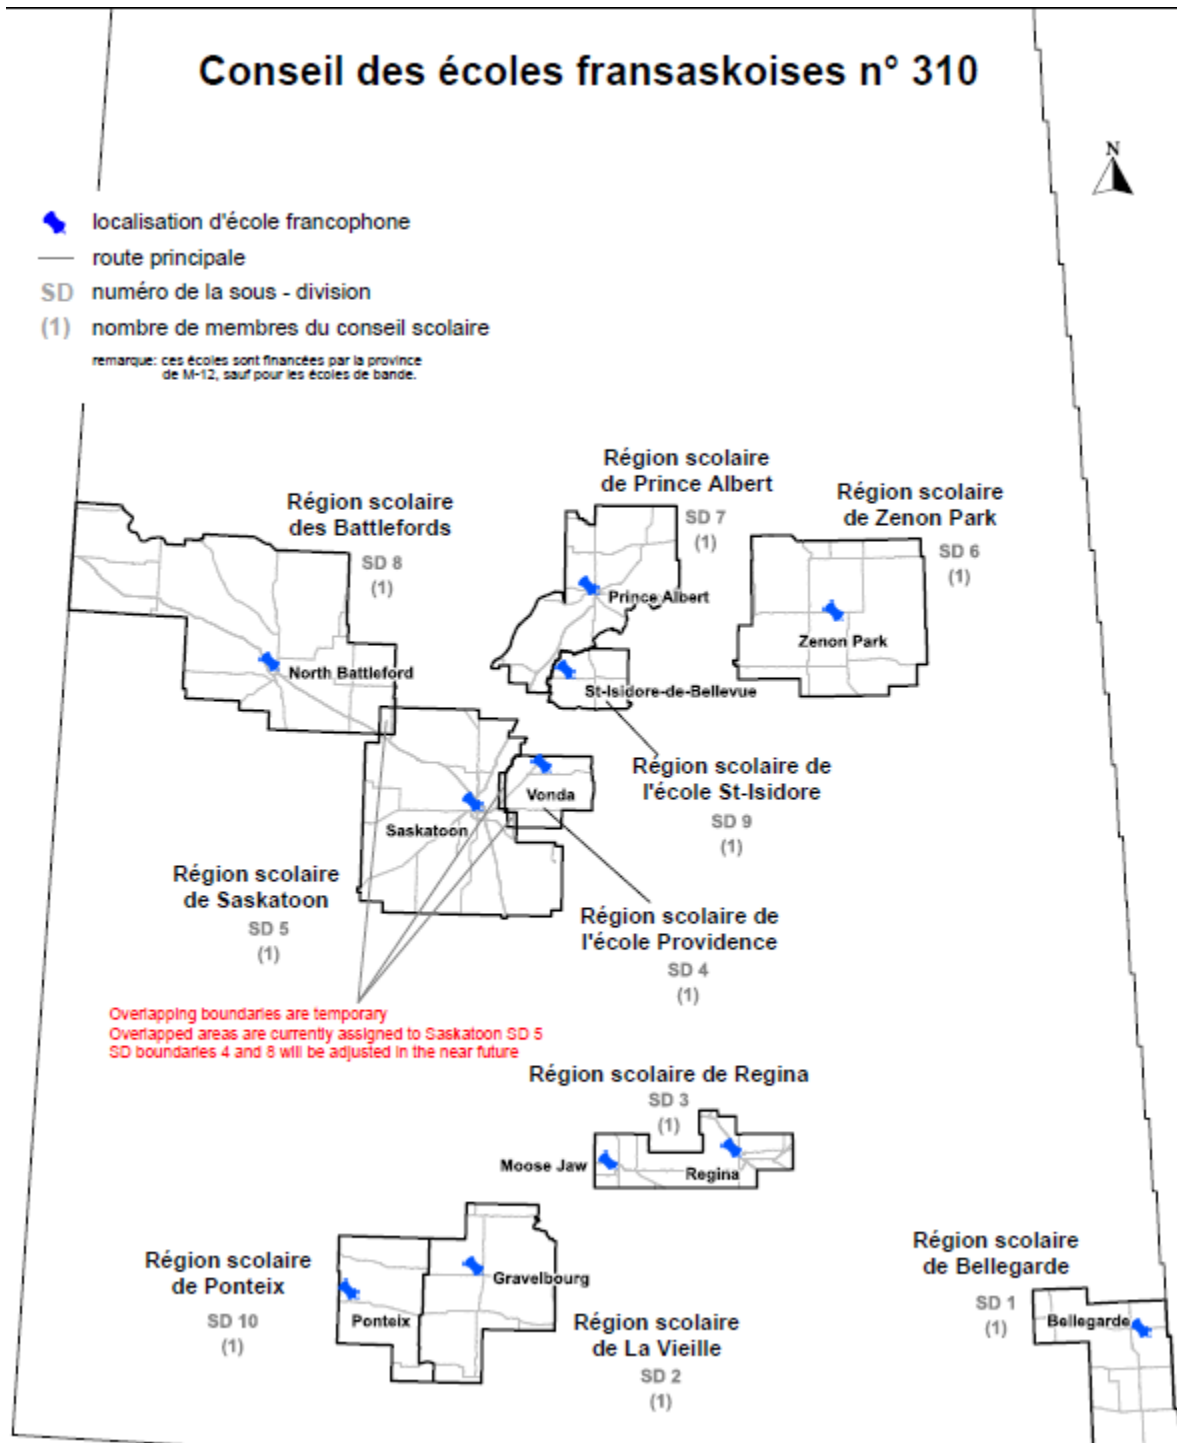 Conseil des écoles fransaskoises n° 310
N
localisation d'école francophone
route principale
SD numéro de la sous - division
(1) nombre de membres du conseil scolaire
remarque: ces écoles sont financées par la province
de M-12, sauf pour les écoles de bande.
Région scolaire
de Prince Albert
SD 7
(1)
Prince Albert
Région scolaire
de Zenon Park
SD 6
(1)
Zenon Park
Région scolaire
des Battlefords
SD 8
(1)
North Battleford
St-Isidore-de-Bellevue
Région scolaire de
l'école St-Isidore
SD 9
(1)
Vonda
Saskatoon
Région scolaire
de Saskatoon
SD 5
(1)
Région scolaire de
l'école Providence
SD 4
(1)
Overlapping boundaries are temporary
Overlapped areas are currently assigned to Saskatoon SD 5
SD boundaries 4 and 8 will be adjusted in the near future
Région scolaire de Regina
SD 3
(1)
Moose Jaw
Regina
Région scolaire
de Ponteix
SD 10
(1)
Ponteix
Gravelbourg
Région scolaire
de La Vieille
SD 2
(1)
Région scolaire
de Bellegarde
SD 1
(1)
Bellegarde